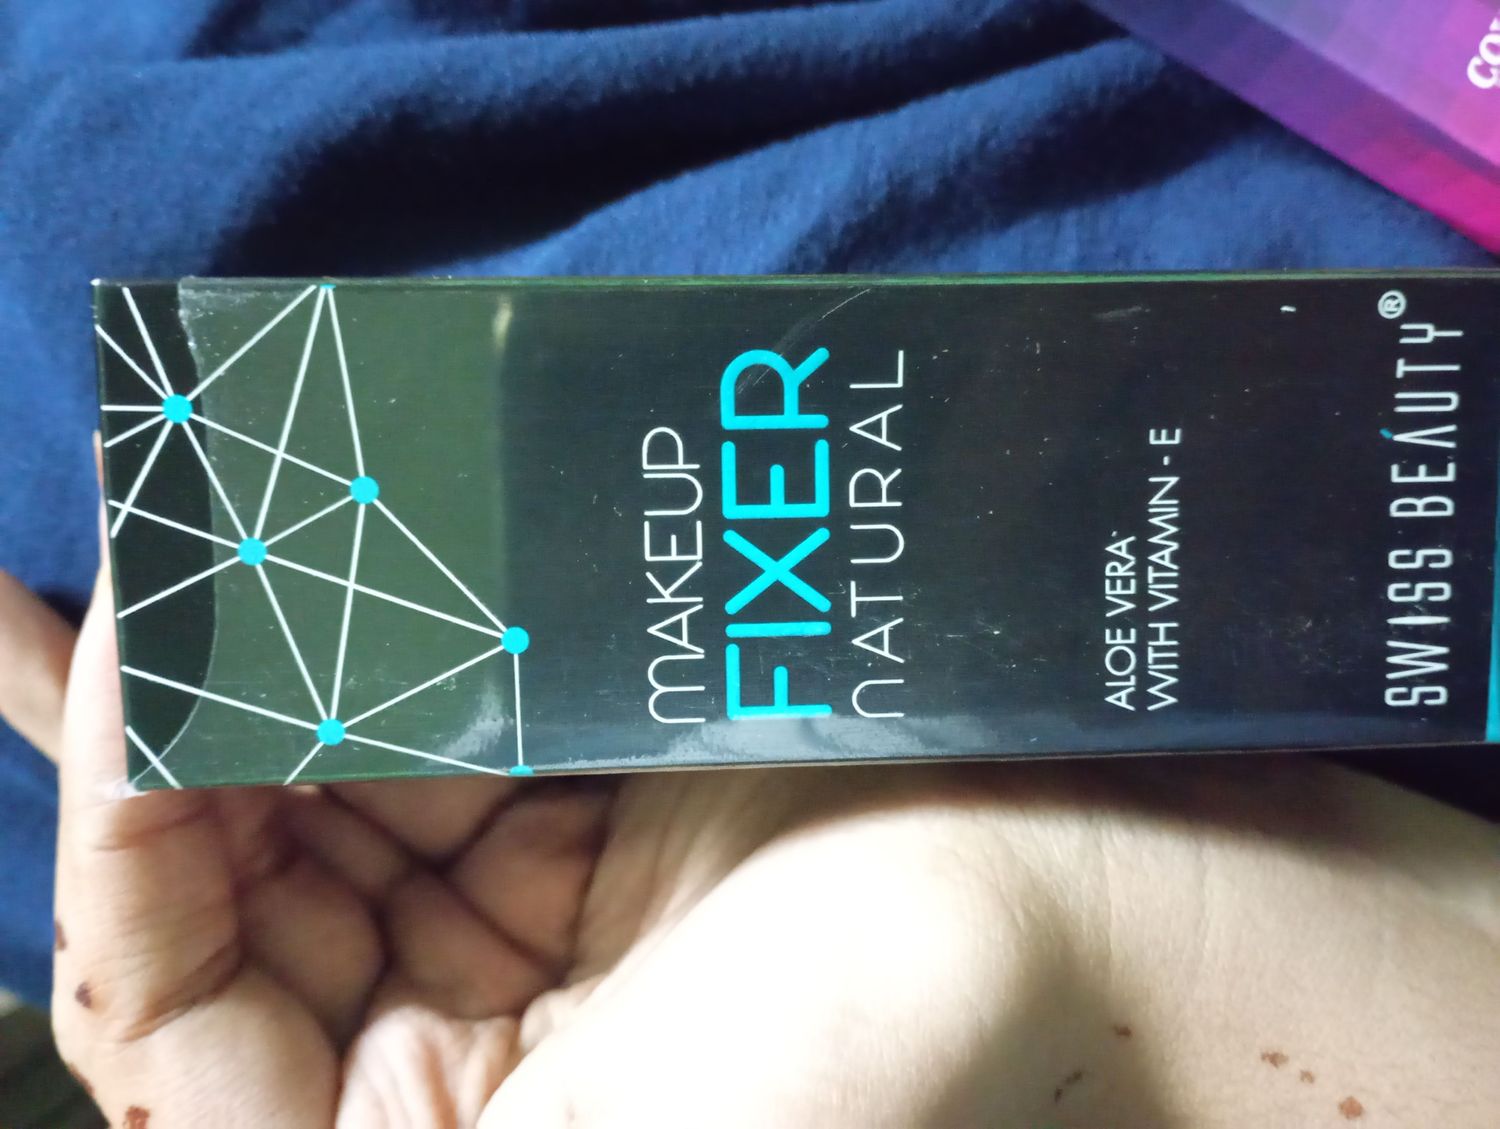 MAKEUP
FIXER
NATURAL
ALOE VERA
WITH VITAMIN - E
SWISS BEAUTY®